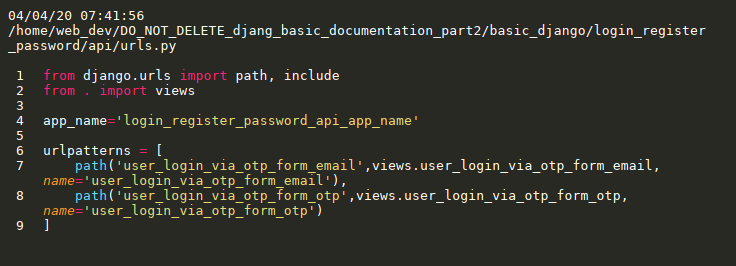 04/04/20 07:41:56
/home/web_dev/DO_NOT_DELETE_djang_basic_documentation_part2/basic_django/login_register
_password/api/urls.py
1 from django.urls import path, include
2 from . import views
3
4 app_name='login_register_password_api_app_name'
5
6 urlpatterns = [
7     path('user_login_via_otp_form_email',views.user_login_via_otp_form_email,
name='user_login_via_otp_form_email'),
8     path('user_login_via_otp_form_otp',views.user_login_via_otp_form_otp,
name='user_login_via_otp_form_otp')
9 ]